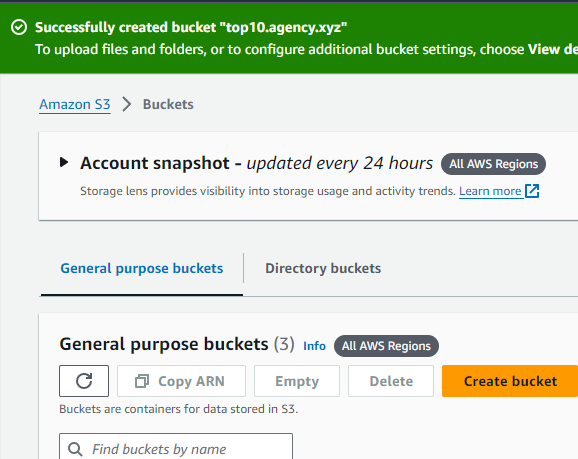 Successfully created bucket "top10.agency.xyz"
To upload files and folders, or to configure additional bucket settings, choose View de
Amazon S3 > Buckets
Account snapshot - updated every 24 hours All AWS Regions
Storage lens provides visibility into storage usage and activity trends. Learn more
General purpose buckets Directory buckets
General purpose buckets (3) Info All AWS Regions
Copy ARN Empty Delete Create bucket
Buckets are containers for data stored in S3.
Find buckets by name